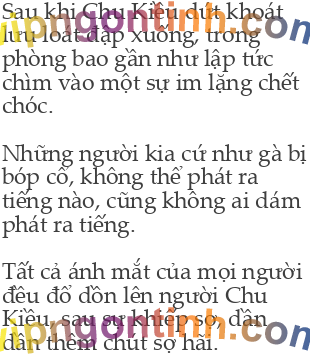 Sau khi Chu Kiều dứt khoát
lưu loát đập xuống, trong
phòng bao gần như lập tức
chìm vào một sự im lặng chết
chóc.
Những người kia cứ như gà bị
bóp cổ, không thể phát ra
tiếng nào, cũng không ai dám
phát ra tiếng.
Tất cả ánh mắt của mọi người
đều đổ dồn lên người Chu
Kiều, sau sự khiếp sợ, dần
dần thêm chút sợ hãi.
vipngontinh.com
vipngontinh.com